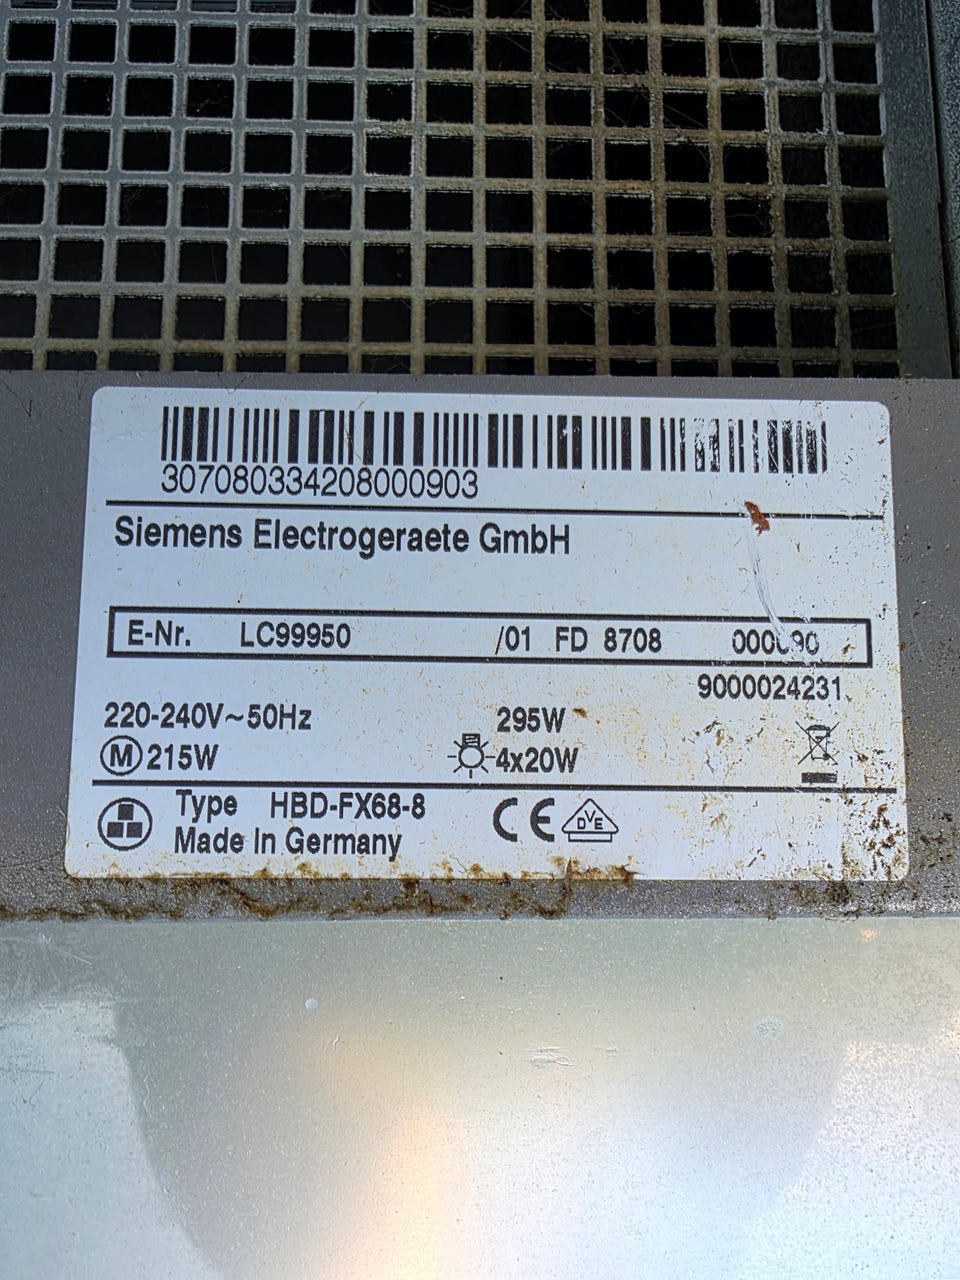 307080334208000903
Siemens Electrogeraete GmbH
E-Nr. LC99950 /01 FD 8708
9000024231
220-240V~50Hz 295W
M 215W 4x20W
Type HBD-FX68-8
Made In Germany
CE DVE